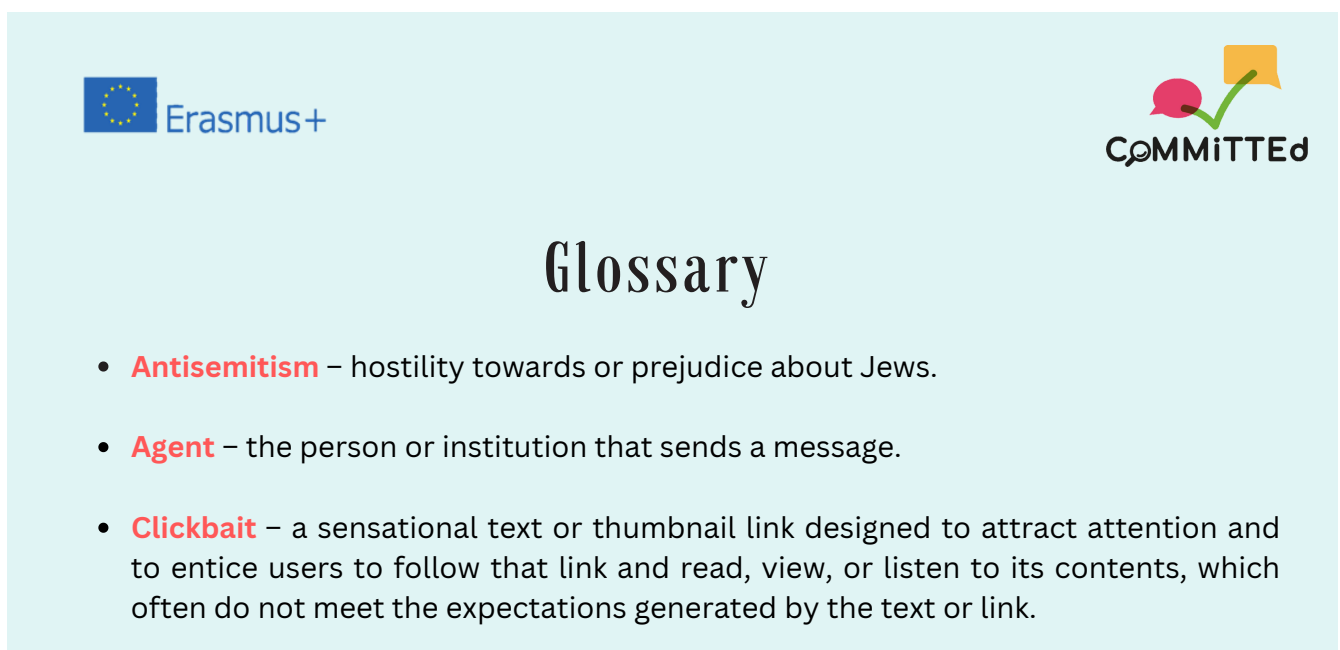 Erasmus+
CoMMiTTEd
Glossary
• Antisemitism – hostility towards or prejudice about Jews.
• Agent – the person or institution that sends a message.
• Clickbait – a sensational text or thumbnail link designed to attract attention and
to entice users to follow that link and read, view, or listen to its contents, which
often do not meet the expectations generated by the text or link.